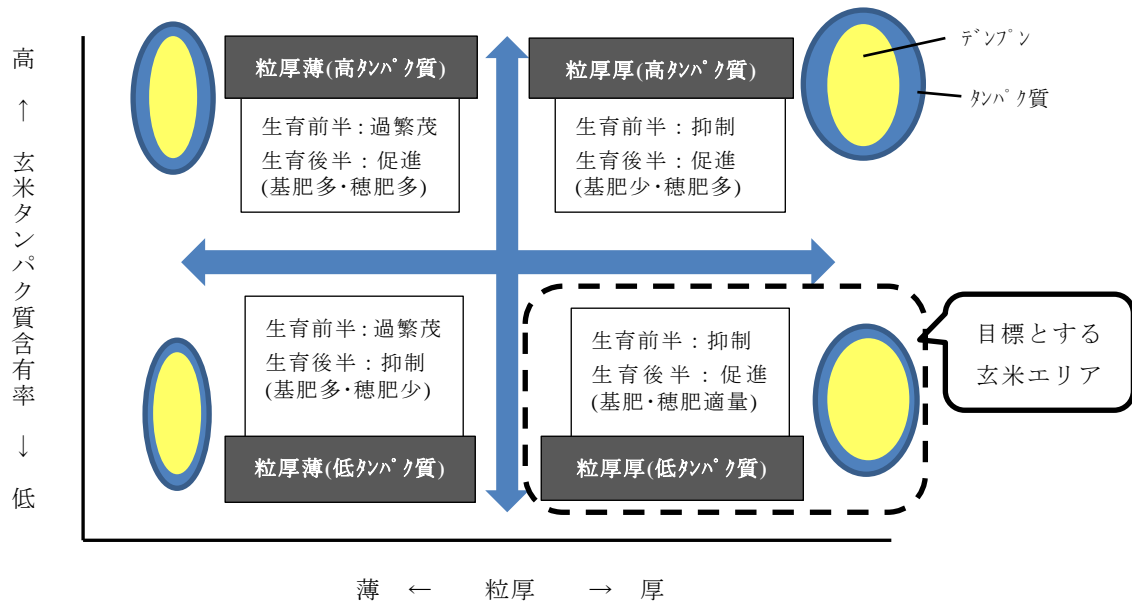 高 ↑ 玄米タンパク質含有率 ↓ 低
粒厚薄(高ﾀﾝﾊﾟｸ質)
生育前半：過繁茂
生育後半：促進
(基肥多･穂肥多)
粒厚厚(高ﾀﾝﾊﾟｸ質)
生育前半：抑制
生育後半：促進
(基肥少･穂肥多)
ﾃﾞﾝﾌﾟﾝ
ﾀﾝﾊﾟｸ質
生育前半：過繁茂
生育後半：抑制
(基肥多･穂肥少)
粒厚薄(低ﾀﾝﾊﾟｸ質)
生育前半：抑制
生育後半：促進
(基肥･穂肥適量)
粒厚厚(低ﾀﾝﾊﾟｸ質)
目標とする
玄米エリア
薄 ← 粒厚 → 厚